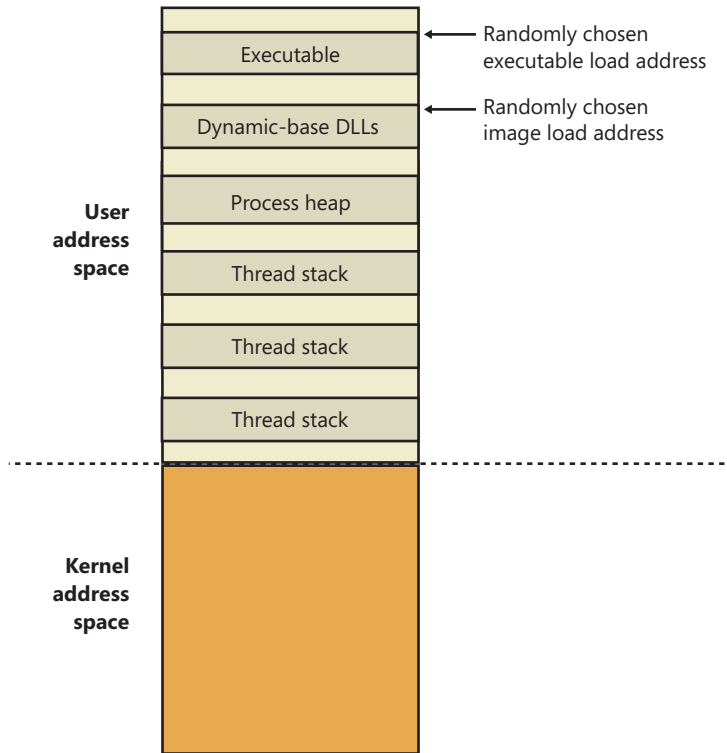 Executable
Randomly chosen
executable load address
Dynamic-base DLLs
Randomly chosen
image load address
User
address
space
Process heap
Thread stack
Thread stack
Thread stack
Kernel
address
space